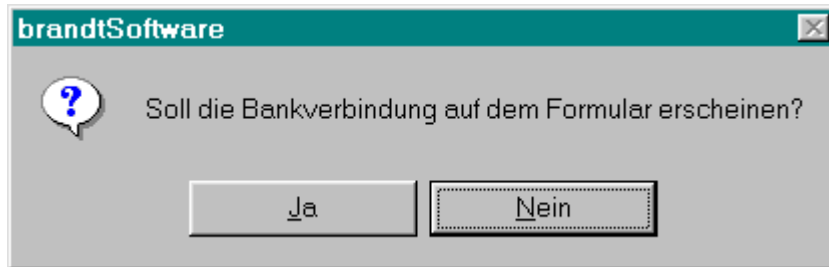 brandtSoftware
Soll die Bankverbindung auf dem Formular erscheinen?
Ja
Nein